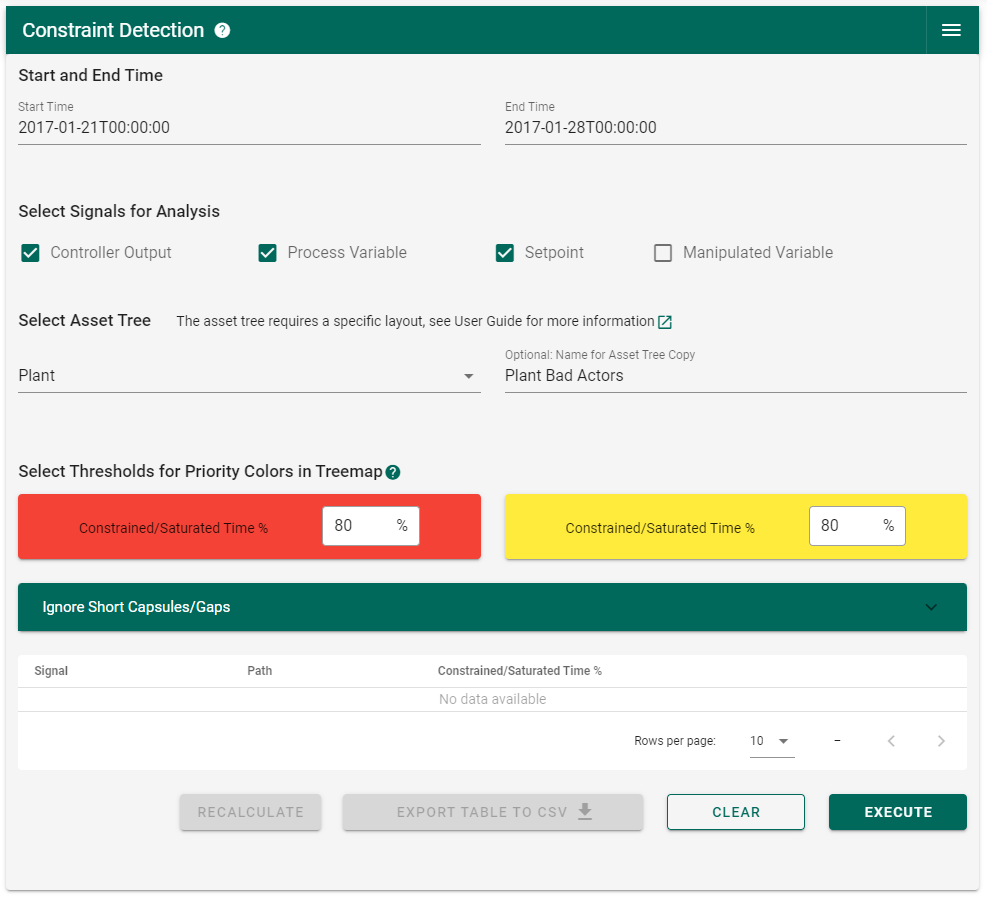 Constraint Detection ?
Start and End Time
Start Time
End Time
2017-01-21T00:00:00
2017-01-28T00:00:00
Select Signals for Analysis
Controller Output
Process Variable
Setpoint
Manipulated Variable
Select Asset Tree
The asset tree requires a specific layout, see User Guide for more information
Optional: Name for Asset Tree Copy
Plant
Plant Bad Actors
Select Thresholds for Priority Colors in Treemap ?
Constrained/Saturated Time %
80 %
Constrained/Saturated Time %
80 %
Ignore Short Capsules/Gaps
Signal
Path
Constrained/Saturated Time %
No data available
Rows per page:
10
–
RECALCULATE
EXPORT TABLE TO CSV
CLEAR
EXECUTE